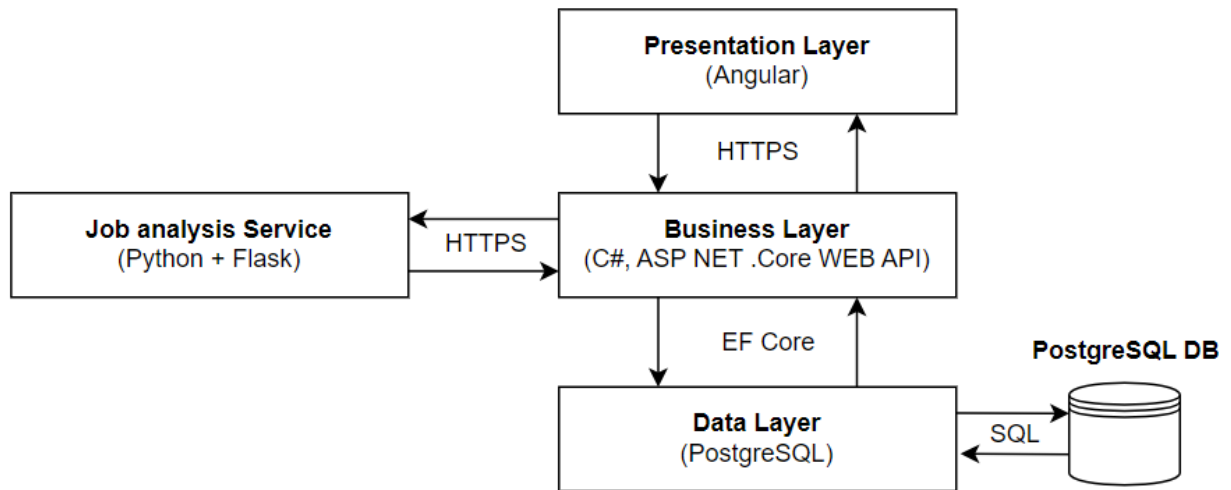 Presentation Layer
(Angular)
HTTPS
Job analysis Service
(Python + Flask)
HTTPS
Business Layer
(C#, ASP NET .Core WEB API)
EF Core
PostgreSQL DB
Data Layer
(PostgreSQL)
SQL